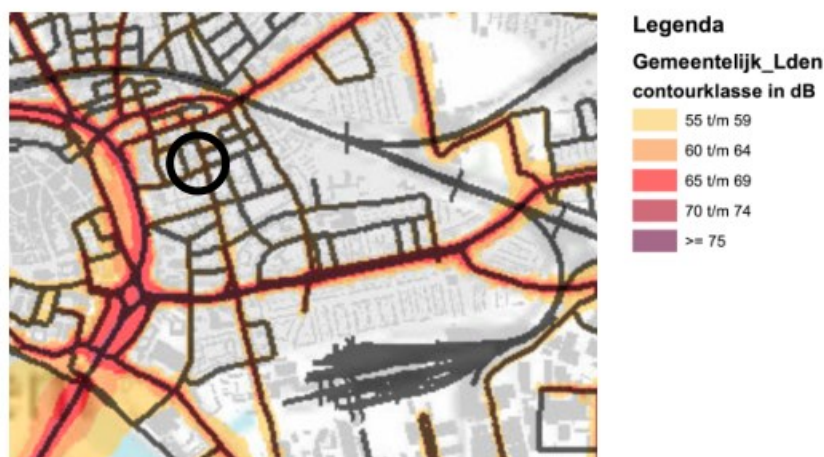 Legenda
Gemeentelijk_Lden
contourklasse in dB
55 t/m 59
60 t/m 64
65 t/m 69
70 t/m 74
>= 75